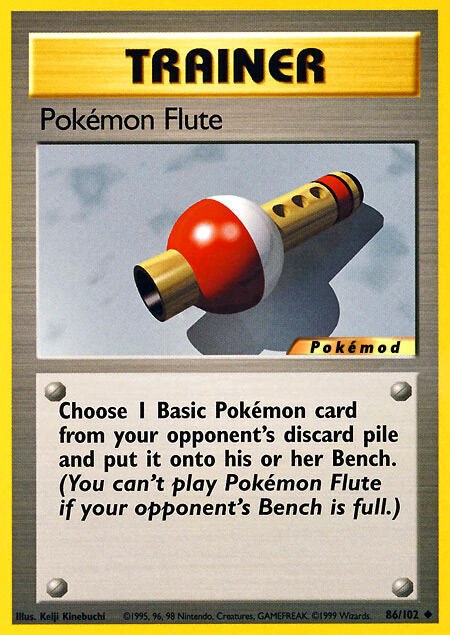 TRAINER
Pokémon Flute
Pokémod
Choose 1 Basic Pokémon card
from your opponent's discard pile
and put it onto his or her Bench.
(You can't play Pokémon Flute
if your opponent's Bench is full.)
Illus. Keiji Kinebuchi ©1995, 96, 98 Nintendo, Creatures, GAMEFREAK. ©1999 Wizards. 86/102 ◆